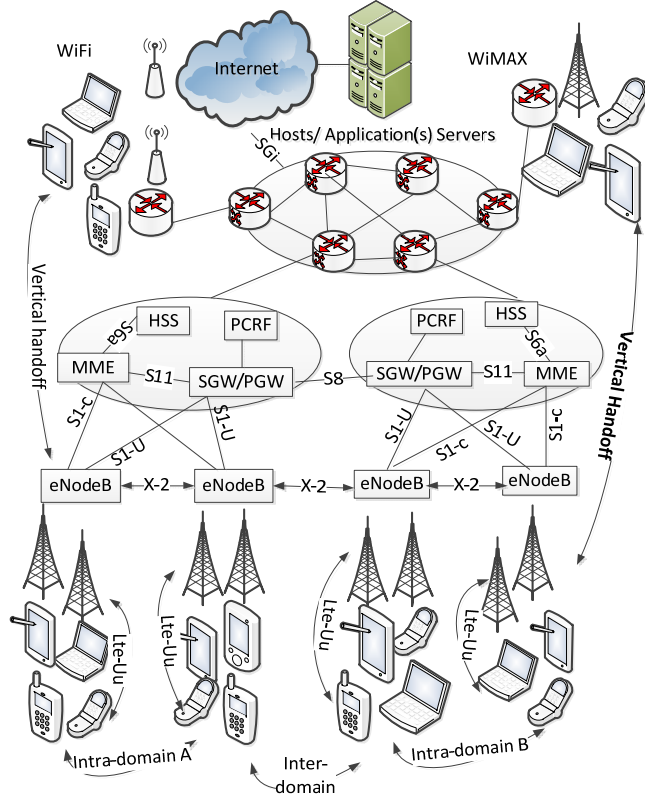 WiFi
Internet
WiMAX
Hosts/ Application(s) Servers
SGi
Vertical handoff
Vertical Handoff
HSS
PCRF
S6a
MME
S11
SGW/PGW
S8
PCRF
HSS
S6a
SGW/PGW
S11
MME
S1-c
S1-U
S1-U
S1-U
S1-c
S1-U
S1-c
eNodeB
X-2
eNodeB
X-2
eNodeB
X-2
eNodeB
Lte-Uu
Lte-Uu
Lte-Uu
Lte-Uu
Intra-domain A
Inter-
domain
Intra-domain B